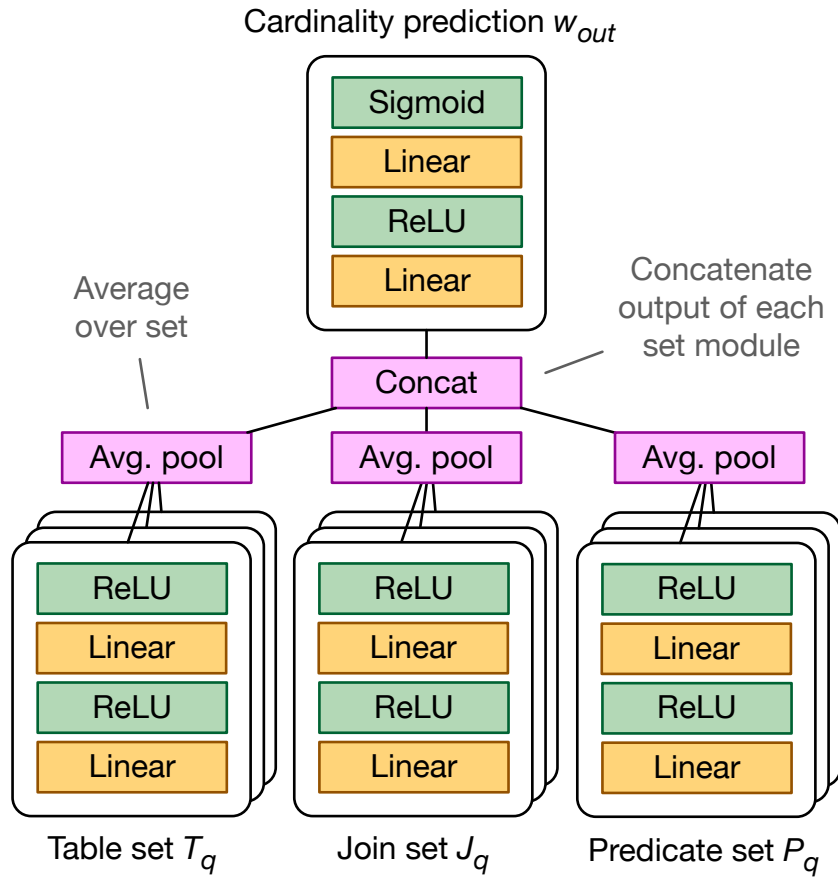 Cardinality prediction w_out
Sigmoid
Linear
ReLU
Linear
Average
over set
Concatenate
output of each
set module
Concat
Avg. pool
Avg. pool
Avg. pool
ReLU
Linear
ReLU
Linear
ReLU
Linear
ReLU
Linear
ReLU
Linear
ReLU
Linear
Table set T_q
Join set J_q
Predicate set P_q